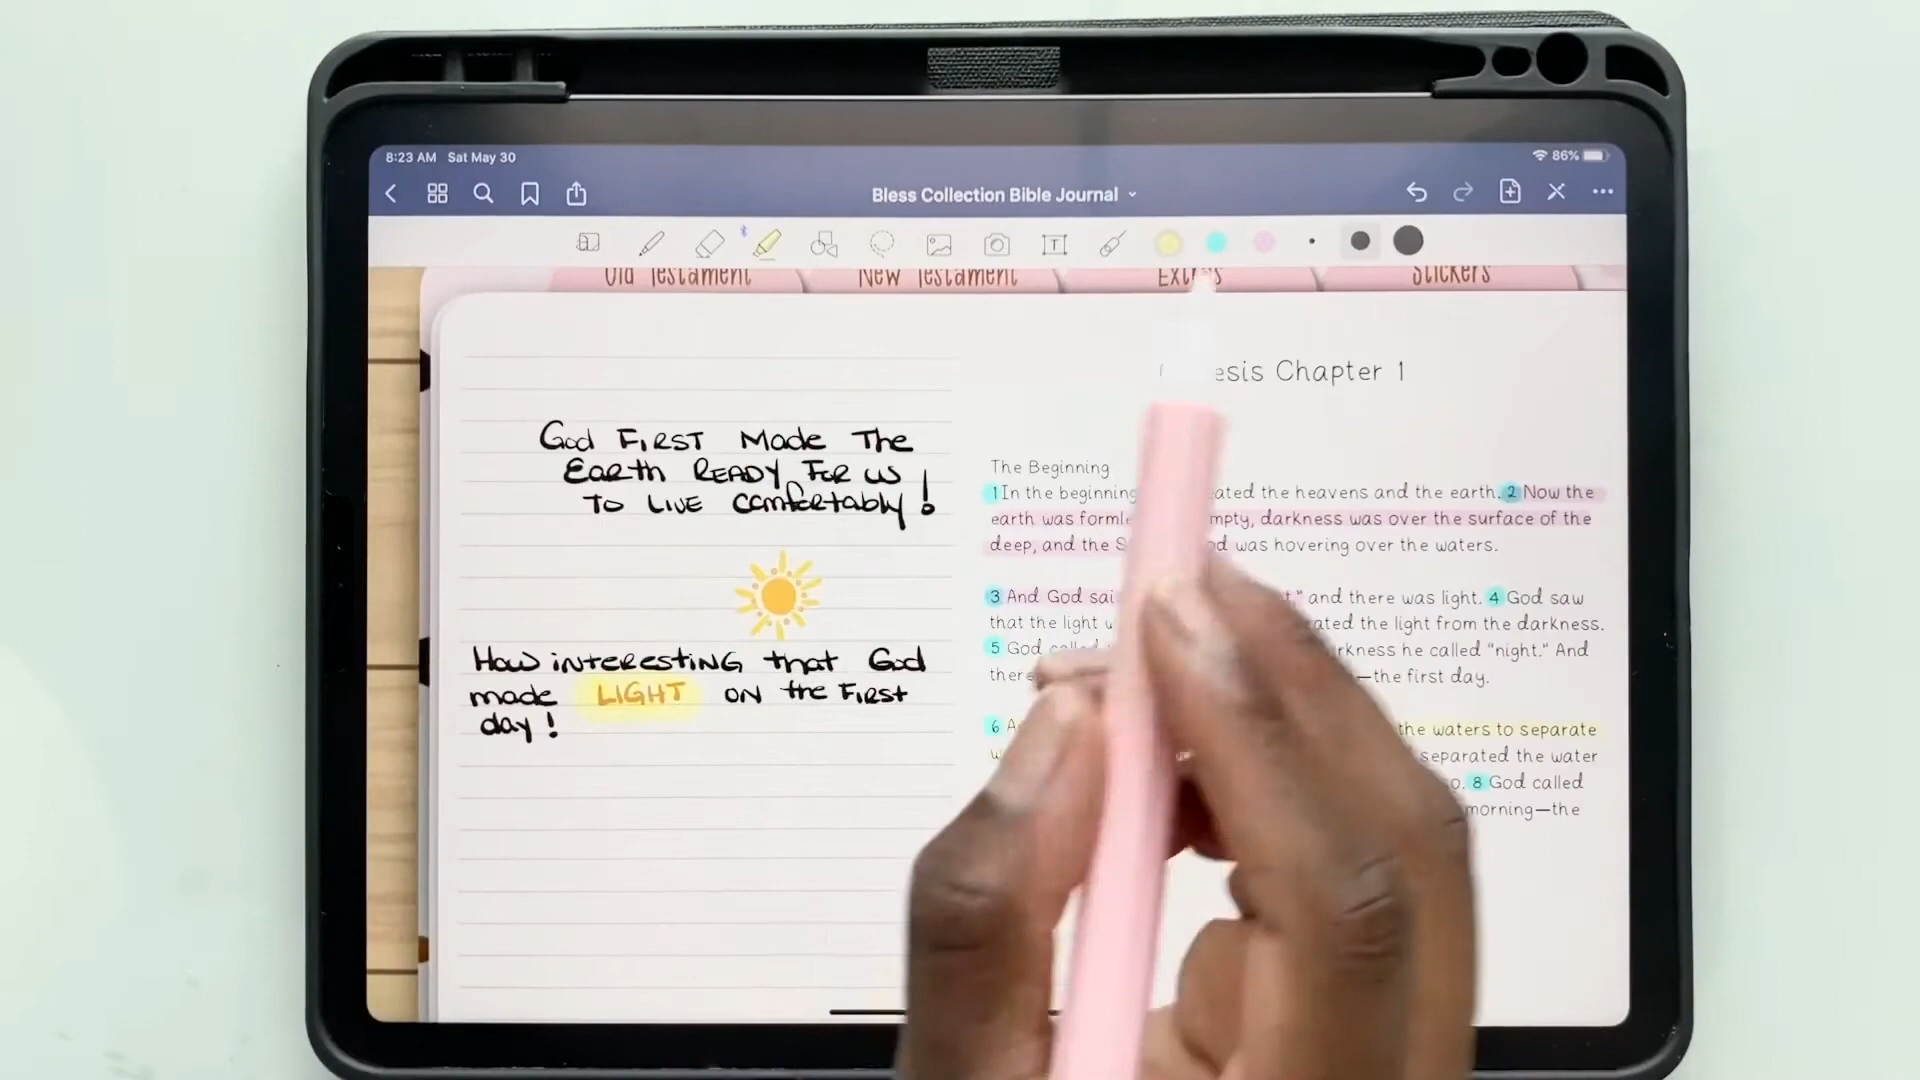 8:23 AM Sat May 30
86%
Bless Collection Bible Journal
T
Old Testament
New Testament
Extras
Stickers
God FIRST Made The
Earth READY For us
To Live comfortably!
How interesting that God
made LIGHT on the First
day!
esis Chapter 1
The Beginning
1 In the beginning ated the heavens and the earth. 2 Now the
earth was forml mpty, darkness was over the surface of the
deep, and the S od was hovering over the waters.
3 And God sai t," and there was light. 4 God saw
that the light ated the light from the darkness.
5 God called rkness he called "night." And
there —the first day.
6 the waters to separate
separated the water
o. 8 God called
morning—the